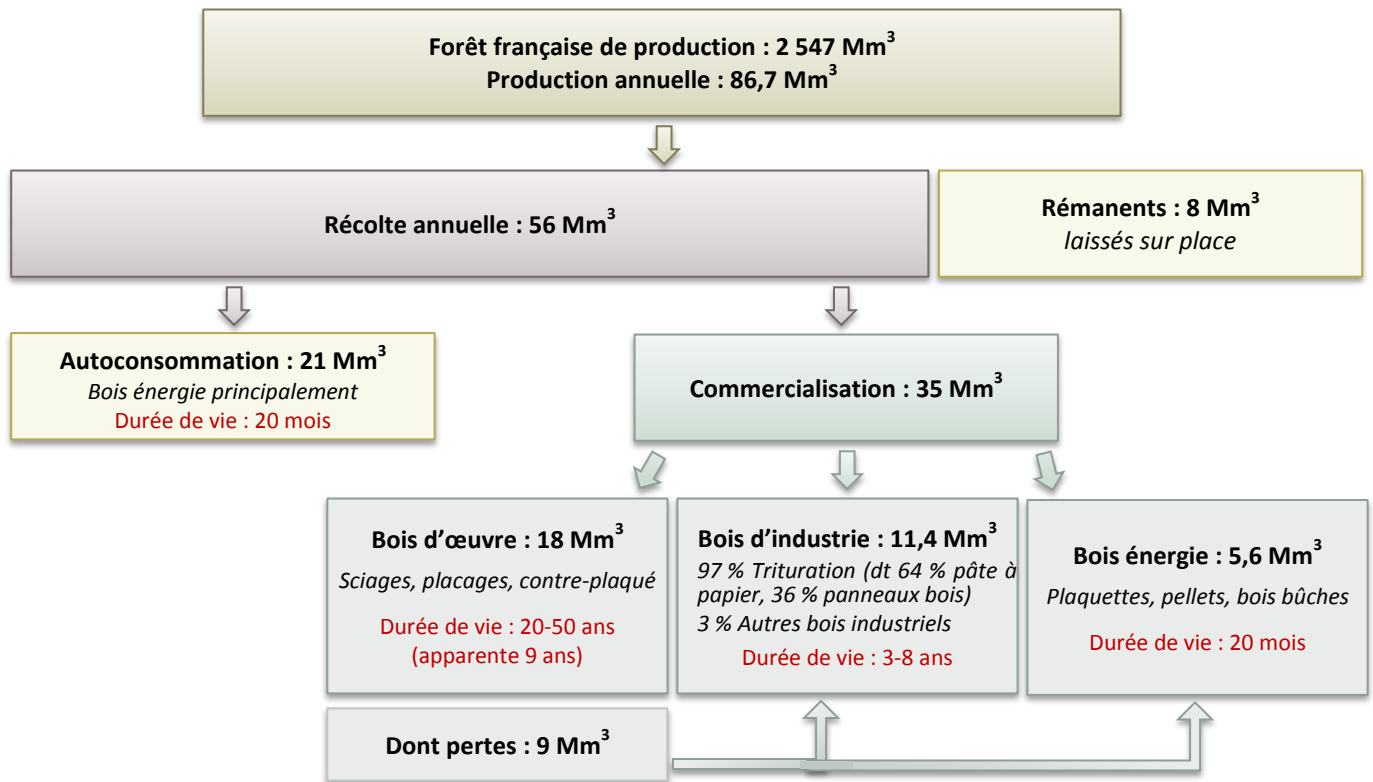 Forêt française de production : 2 547 Mm³
Production annuelle : 86,7 Mm³
Récolte annuelle : 56 Mm³
Rémanents : 8 Mm³
laissés sur place
Autoconsommation : 21 Mm³
Bois énergie principalement
Durée de vie : 20 mois
Commercialisation : 35 Mm³
Bois d’œuvre : 18 Mm³
Sciages, placages, contre-plaqué
Durée de vie : 20-50 ans
(apparente 9 ans)
Bois d’industrie : 11,4 Mm³
97 % Trituration (dt 64 % pâte à
papier, 36 % panneaux bois)
3 % Autres bois industriels
Durée de vie : 3-8 ans
Bois énergie : 5,6 Mm³
Plaquettes, pellets, bois bûches
Durée de vie : 20 mois
Dont pertes : 9 Mm³